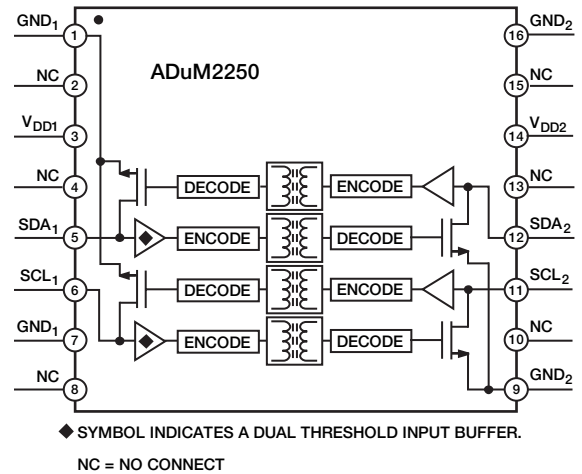 GND1 1
16 GND2
ADuM2250
NC 2
15 NC
VDD1 3
14 VDD2
NC 4
DECODE ENCODE
13 NC
SDA1 5
ENCODE DECODE
12 SDA2
SCL1 6
DECODE ENCODE
11 SCL2
GND1 7
ENCODE DECODE
10 NC
NC 8
9 GND2
SYMBOL INDICATES A DUAL THRESHOLD INPUT BUFFER.
NC = NO CONNECT